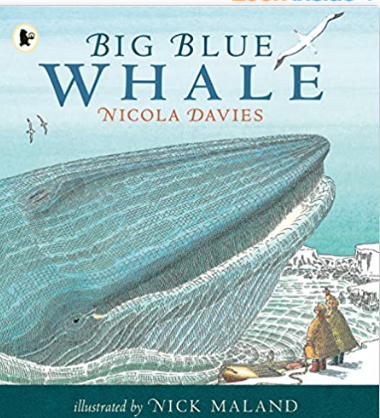 BIG BLUE
WHALE
NICOLA DAVIES
illustrated by NICK MALAND